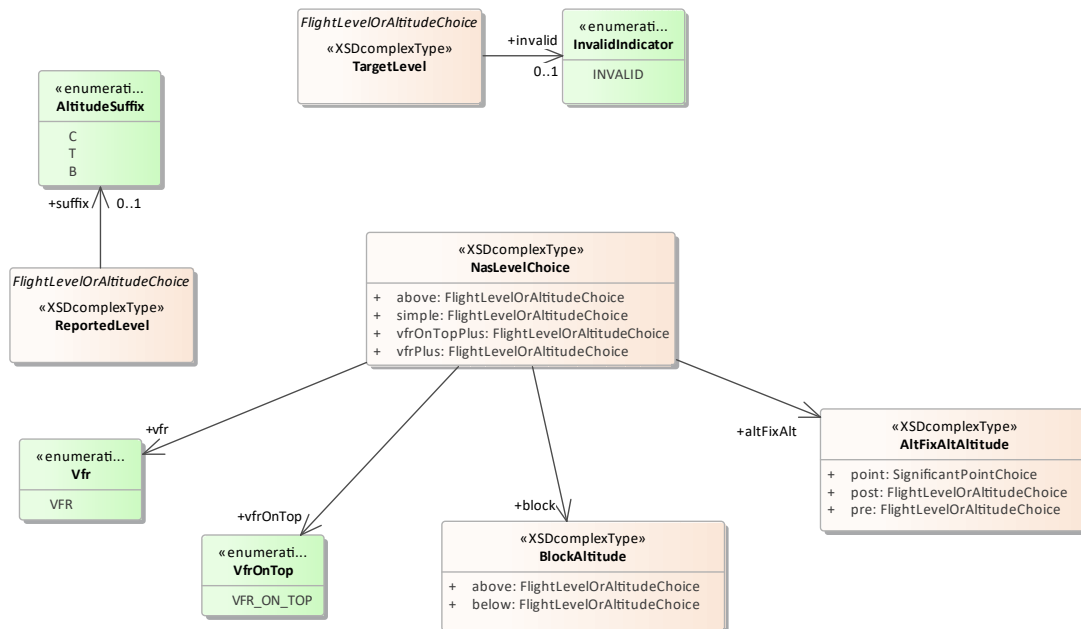 FlightLevelOrAltitudeChoice
«XSDcomplexType»
TargetLevel
+invalid
0..1
«enumerati...
InvalidIndicator
INVALID
«enumerati...
AltitudeSuffix
C
T
B
+suffix
0..1
FlightLevelOrAltitudeChoice
«XSDcomplexType»
ReportedLevel
«XSDcomplexType»
NasLevelChoice
+ above: FlightLevelOrAltitudeChoice
+ simple: FlightLevelOrAltitudeChoice
+ vfrOnTopPlus: FlightLevelOrAltitudeChoice
+ vfrPlus: FlightLevelOrAltitudeChoice
+vfr
«enumerati...
Vfr
VFR
+vfrOnTop
«enumerati...
VfrOnTop
VFR_ON_TOP
+block
«XSDcomplexType»
BlockAltitude
+ above: FlightLevelOrAltitudeChoice
+ below: FlightLevelOrAltitudeChoice
+altFixAlt
«XSDcomplexType»
AltFixAltAltitude
+ point: SignificantPointChoice
+ post: FlightLevelOrAltitudeChoice
+ pre: FlightLevelOrAltitudeChoice